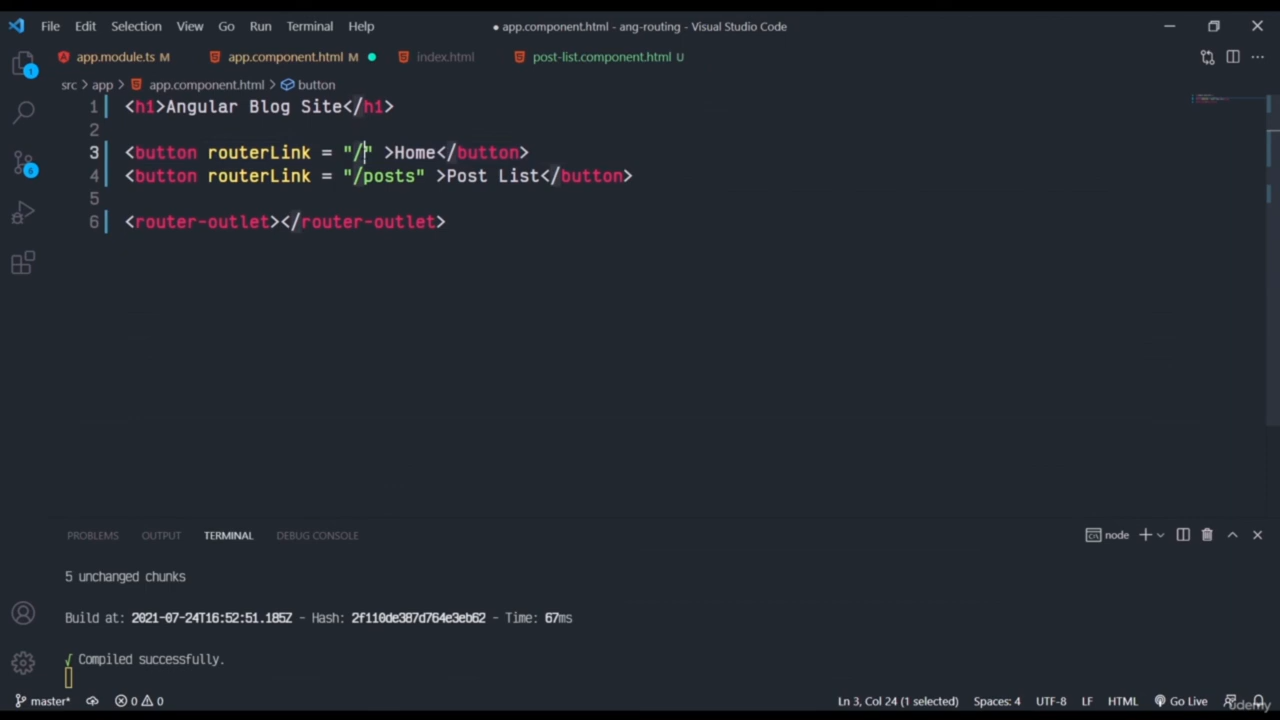 File Edit Selection View Go Run Terminal Help ● app.component.html - ang-routing - Visual Studio Code
app.module.ts M app.component.html M ● index.html post-list.component.html U
src > app > app.component.html > button
1 <h1>Angular Blog Site</h1>
2
3 <button routerLink = "/" >Home</button>
4 <button routerLink = "/posts" >Post List</button>
5
6 <router-outlet></router-outlet>
1
6
PROBLEMS OUTPUT TERMINAL DEBUG CONSOLE node
5 unchanged chunks
Build at: 2021-07-24T16:52:51.185Z - Hash: 2f110de387d764e3eb62 - Time: 67ms
√ Compiled successfully.
master* 0 0 Ln 3, Col 24 (1 selected) Spaces: 4 UTF-8 LF HTML Go Live
udemy